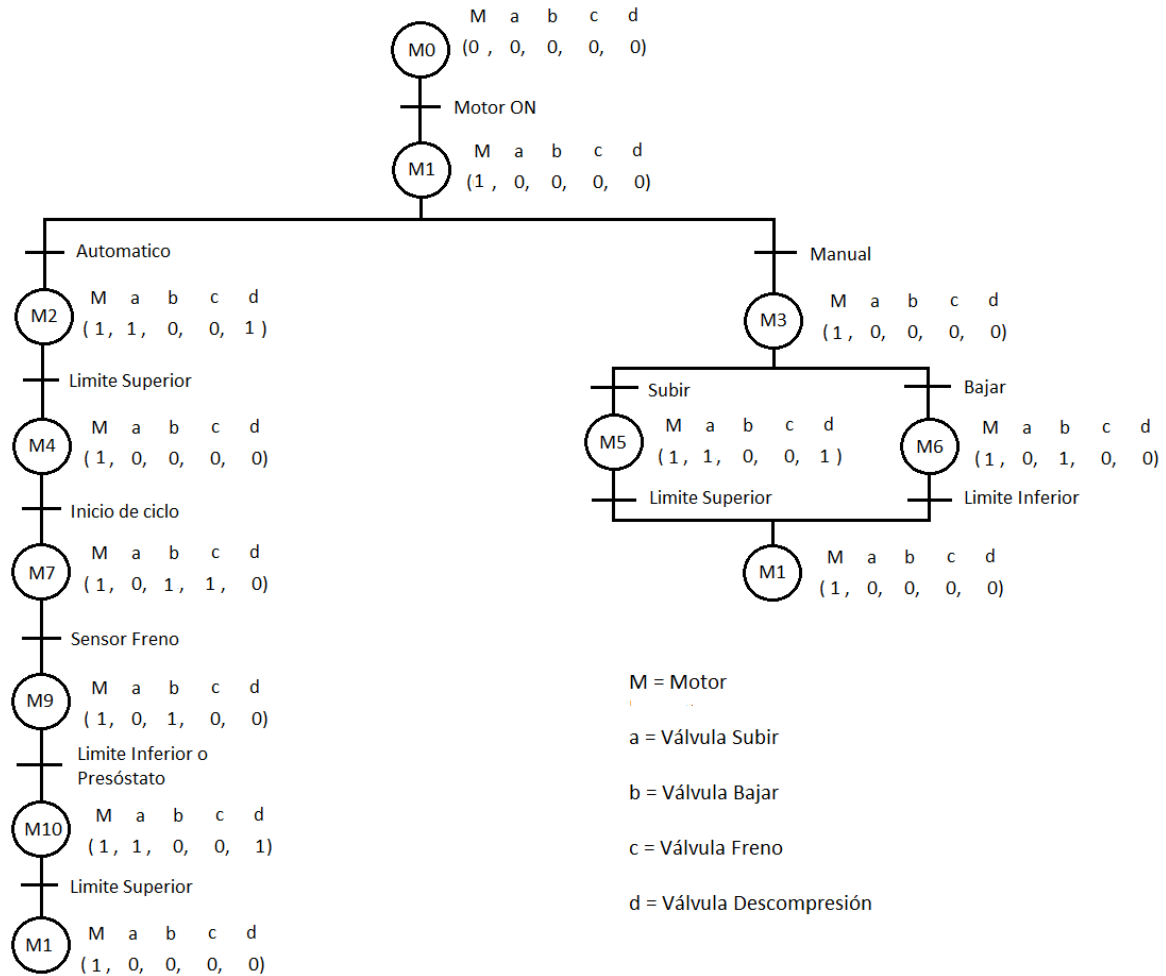 M a b c d
M0 (0 , 0, 0, 0, 0)
Motor ON
M a b c d
M1 (1 , 0, 0, 0, 0)
Automatico
M a b c d
M2 ( 1, 1, 0, 0, 1 )
Limite Superior
M a b c d
M4 (1, 0, 0, 0, 0)
Inicio de ciclo
M a b c d
M7 (1, 0, 1, 1, 0)
Sensor Freno
M a b c d
M9 ( 1, 0, 1, 0, 0)
Limite Inferior o
Presóstato
M a b c d
M10 ( 1, 1, 0, 0, 1)
Limite Superior
M a b c d
M1 (1, 0, 0, 0, 0)
Manual
M a b c d
M3 (1 , 0, 0, 0, 0)
Subir
M a b c d
M5 ( 1, 1, 0, 0, 1 )
Limite Superior
Bajar
M a b c d
M6 (1, 0, 1, 0, 0)
Limite Inferior
M a b c d
M1 (1 , 0, 0, 0, 0)
M = Motor
a = Válvula Subir
b = Válvula Bajar
c = Válvula Freno
d = Válvula Descompresión